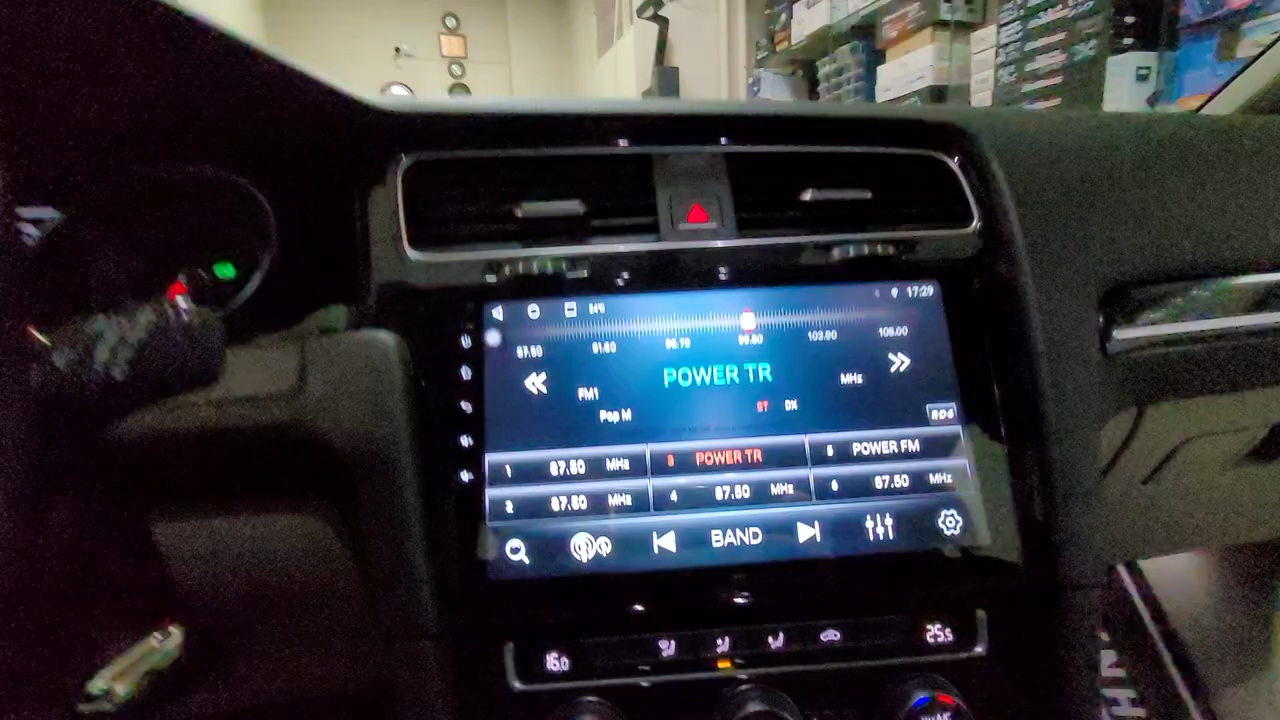 17:29
87.50 91.60 95.70 99.80 103.90 108.00
POWER TR
FM1 MHz
Pop M ST DX
RDS
1 87.50 MHz 3 POWER TR 5 POWER FM
2 87.50 MHz 4 87.50 MHz 6 87.50 MHz
BAND
16.0 25.5